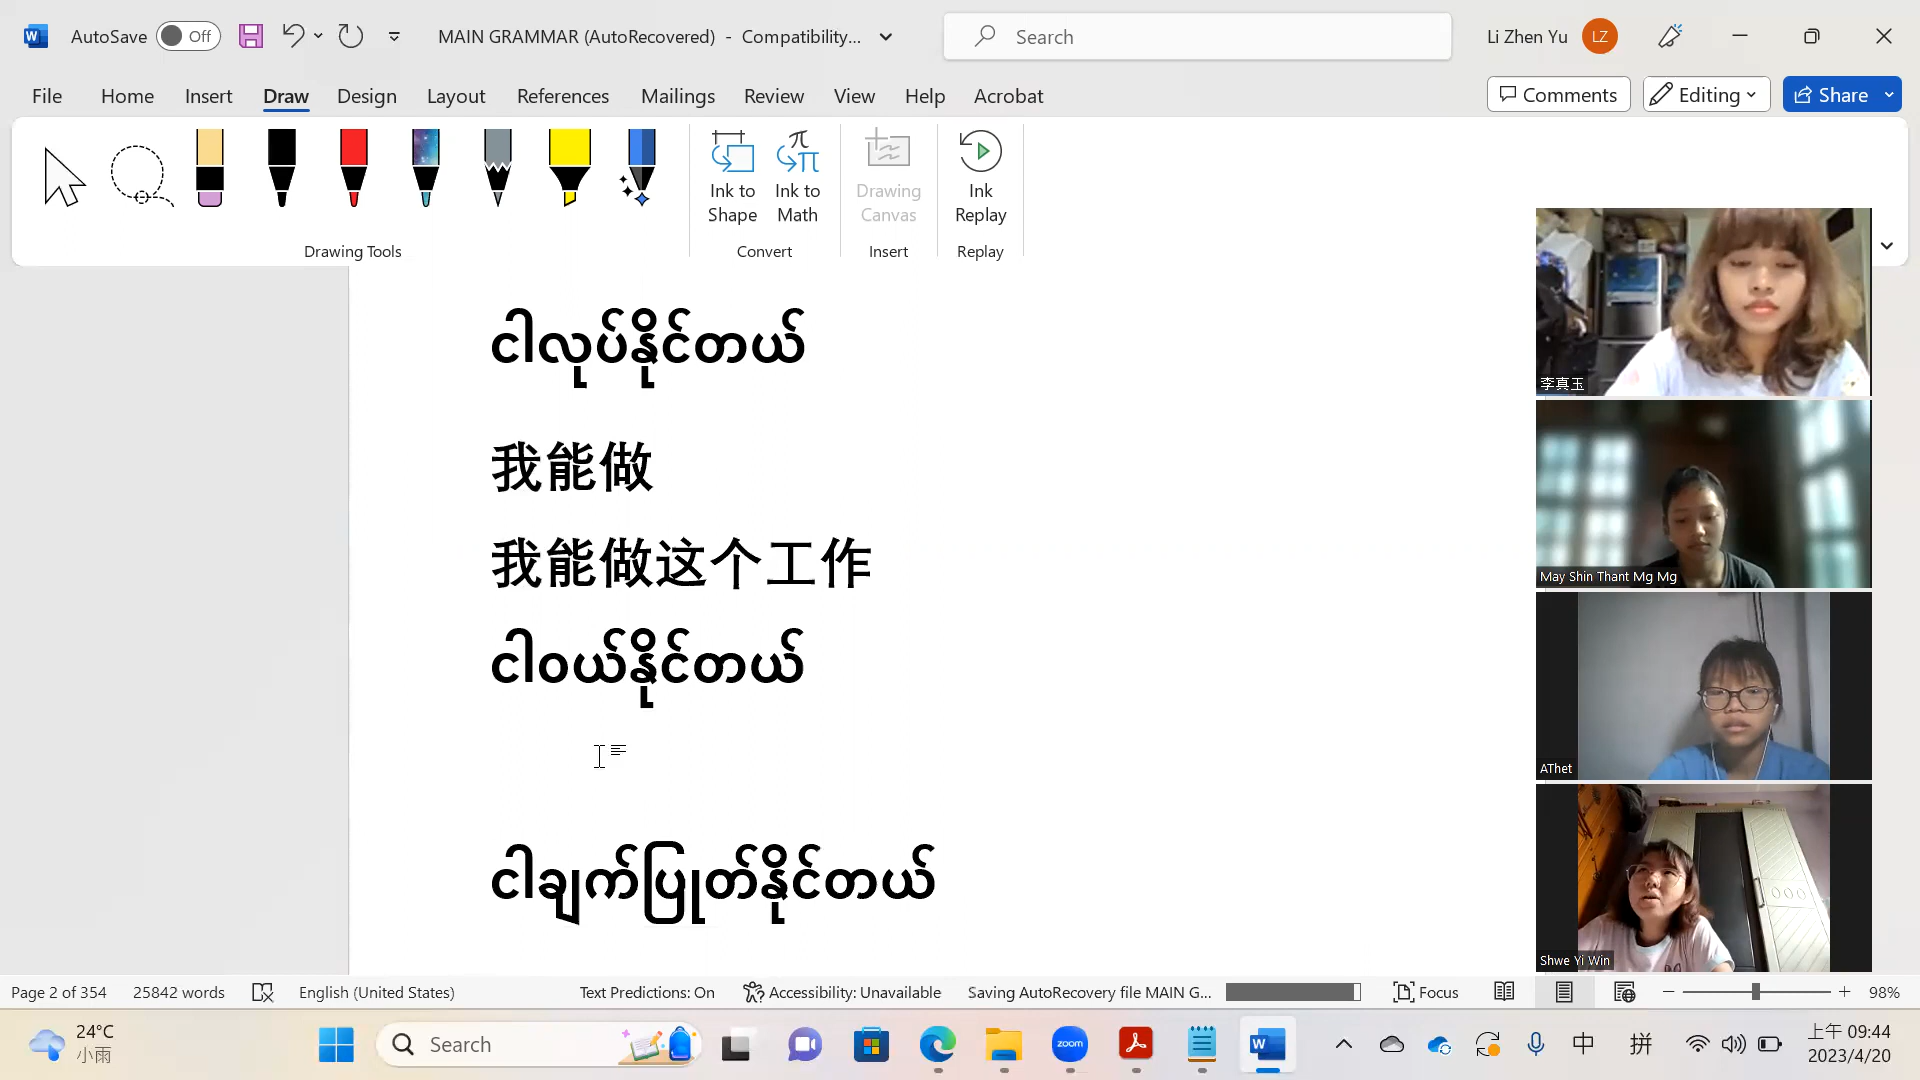 AutoSave Off MAIN GRAMMAR (AutoRecovered) - Compatibility... Search Li Zhen Yu LZ
File Home Insert Draw Design Layout References Mailings Review View Help Acrobat Comments Editing Share
Ink to Shape
Ink to Math
Drawing Canvas
Ink Replay
Drawing Tools Convert Insert Replay
ငါလုပ်နိုင်တယ်
我能做
我能做这个工作
ငါဝယ်နိုင်တယ်
ငါချက်ပြုတ်နိုင်တယ်
李真玉
May Shin Thant Mg Mg
AThet
Shwe Yi Win
Page 2 of 354 25842 words English (United States) Text Predictions: On Accessibility: Unavailable Saving AutoRecovery file MAIN G... Focus 98%
24°C
小雨
Search
zoom
中 拼
上午 09:44
2023/4/20